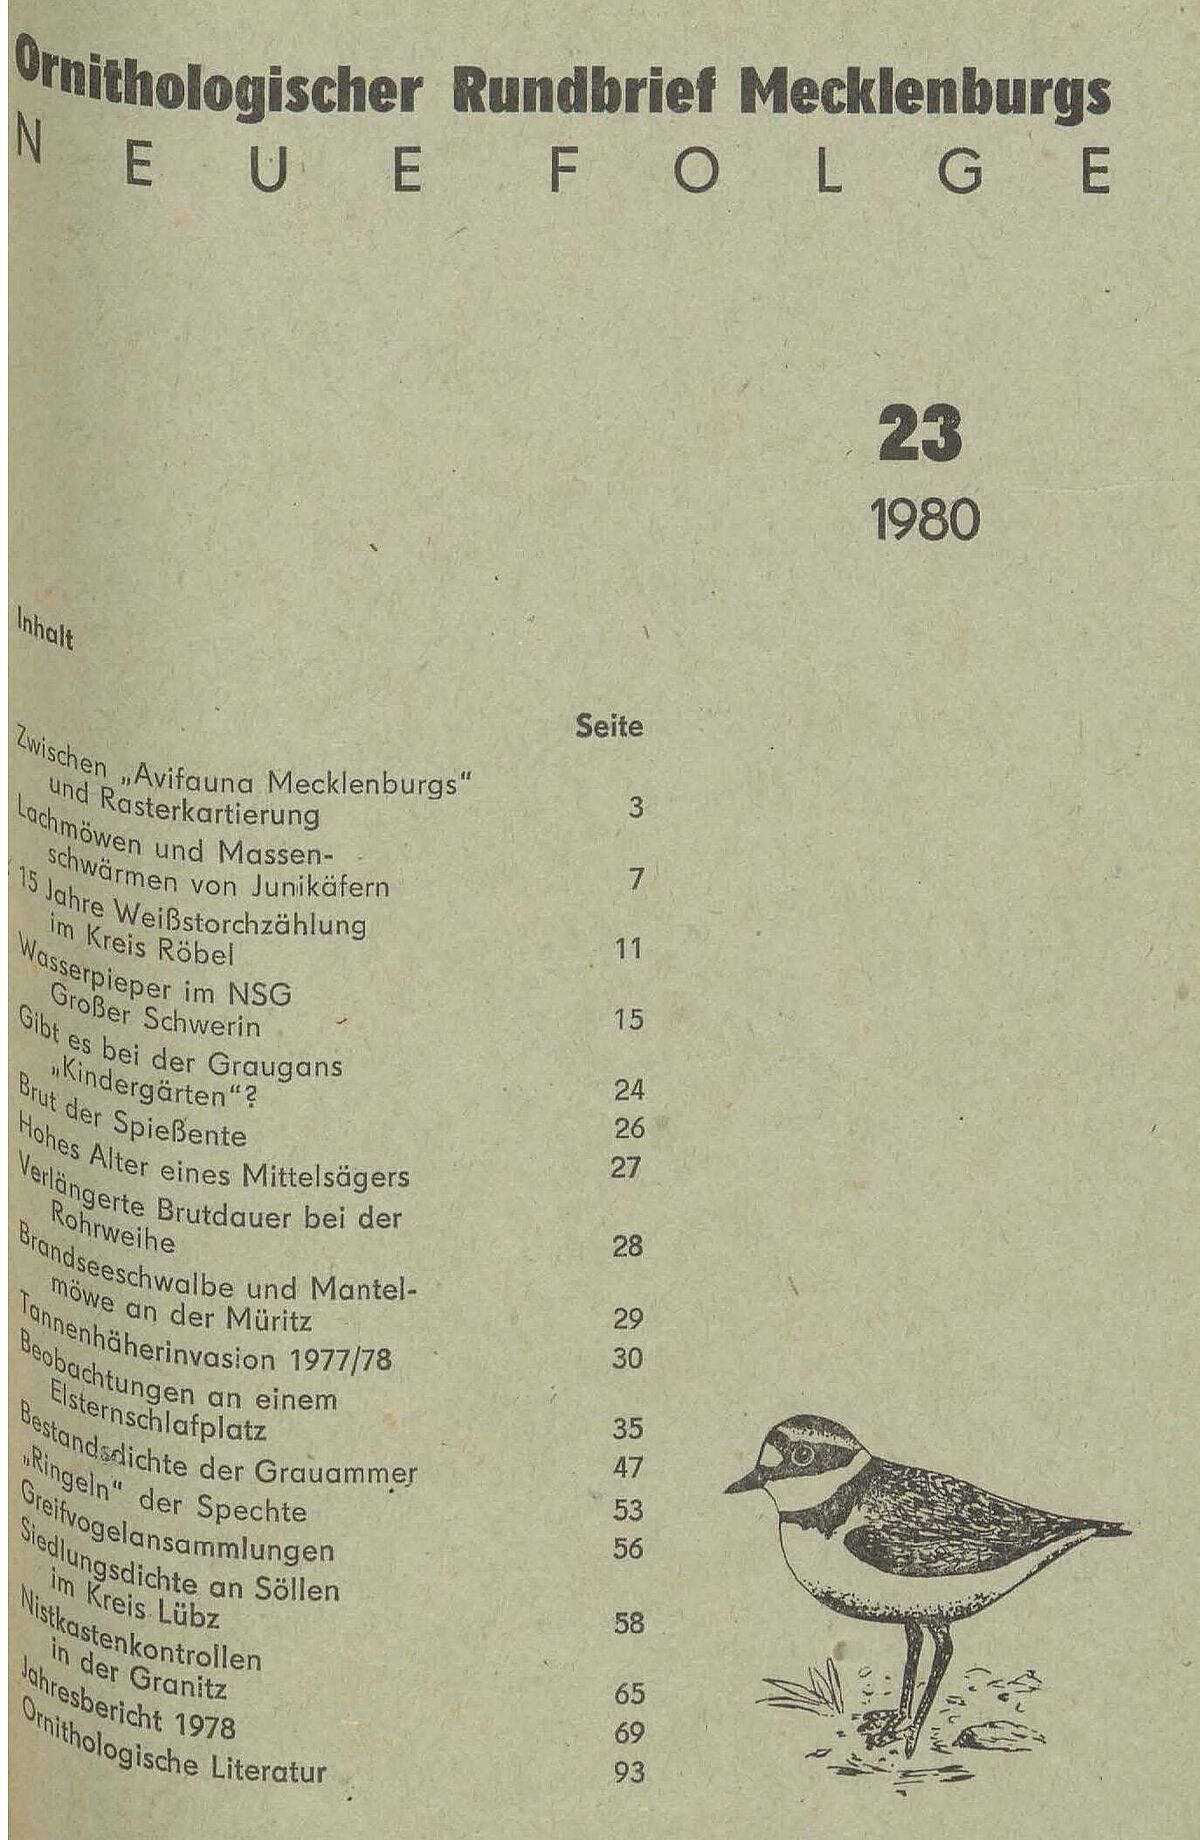 Ornithologischer Rundbrief Mecklenburgs
NEUE FOLGE
23
1980
Inhalt
Seite
Zwischen „Avifauna Mecklenburgs“
und Rasterkartierung 3
Lachmöwen und Massen-
schwärmen von Junikäfern 7
15 Jahre Weißstorchzählung
im Kreis Röbel 11
Wasserpieper im NSG
Großer Schwerin 15
Gibt es bei der Graugans
„Kindergärten“? 24
Brut der Spießente 26
Hohes Alter eines Mittelsägers 27
Verlängerte Brutdauer bei der
Rohrweihe 28
Brandseeschwalbe und Mantel-
möwe an der Müritz 29
Tannenhäherinvasion 1977/78 30
Beobachtungen an einem
Elsternschlafplatz 35
Bestandsdichte der Grauammer 47
„Ringeln“ der Spechte 53
Greifvogelansammlungen 56
Siedlungsdichte an Söllen
im Kreis Lübz 58
Nistkastenkontrollen
in der Granitz 65
Jahresbericht 1978 69
Ornithologische Literatur 93